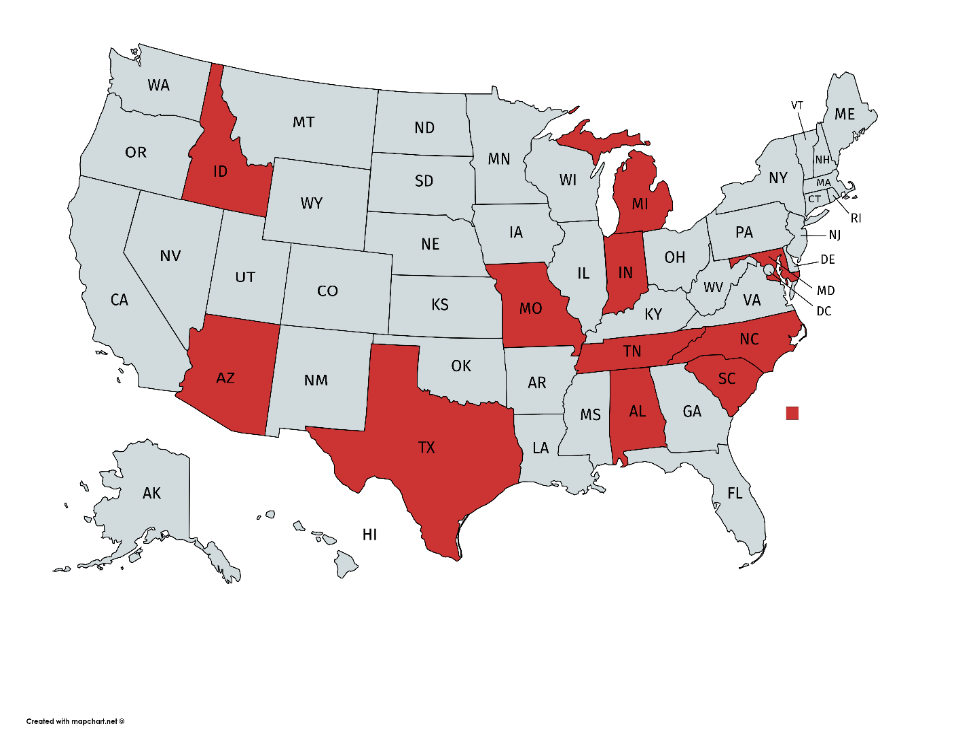 WA
MT
ND
MN
OR
ID
SD
WI
MI
WY
IA
NE
NV
UT
CO
CA
KS
MO
IL
IN
OH
PA
NY
VT
ME
NH
MA
CT
RI
NJ
DE
MD
DC
WV
VA
KY
AZ
NM
OK
AR
TN
NC
SC
MS
AL
GA
TX
LA
FL
AK
HI
Created with mapchart.net ©